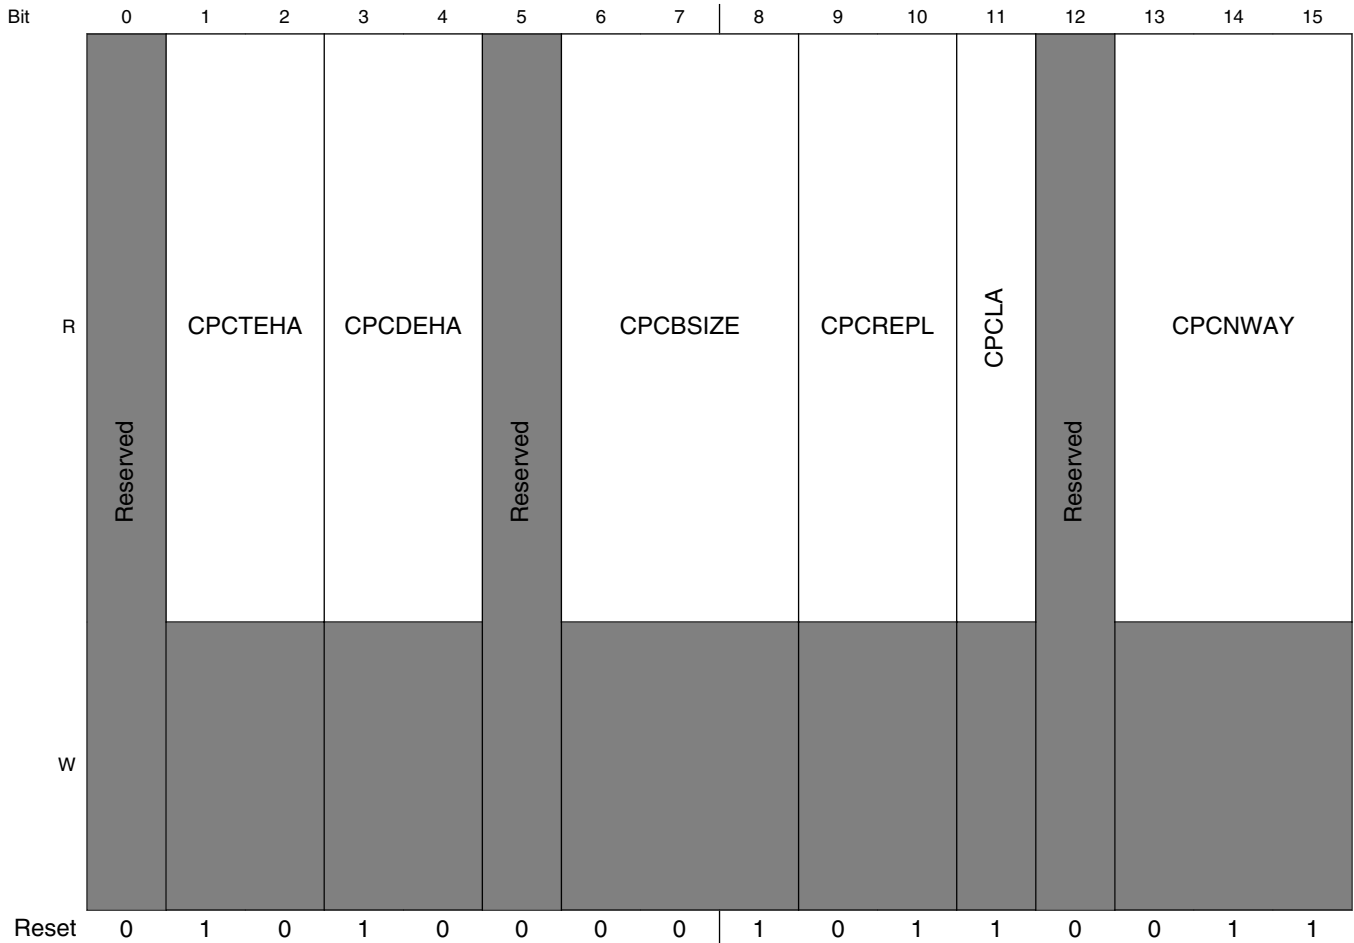 Bit 0 1 2 3 4 5 6 7 8 9 10 11 12 13 14 15
R Reserved CPCTEHA CPCDEHA Reserved CPCBSIZE CPCREPL CPCLA Reserved CPCNWAY
W
Reset 0 1 0 1 0 0 0 0 1 0 1 1 0 0 1 1